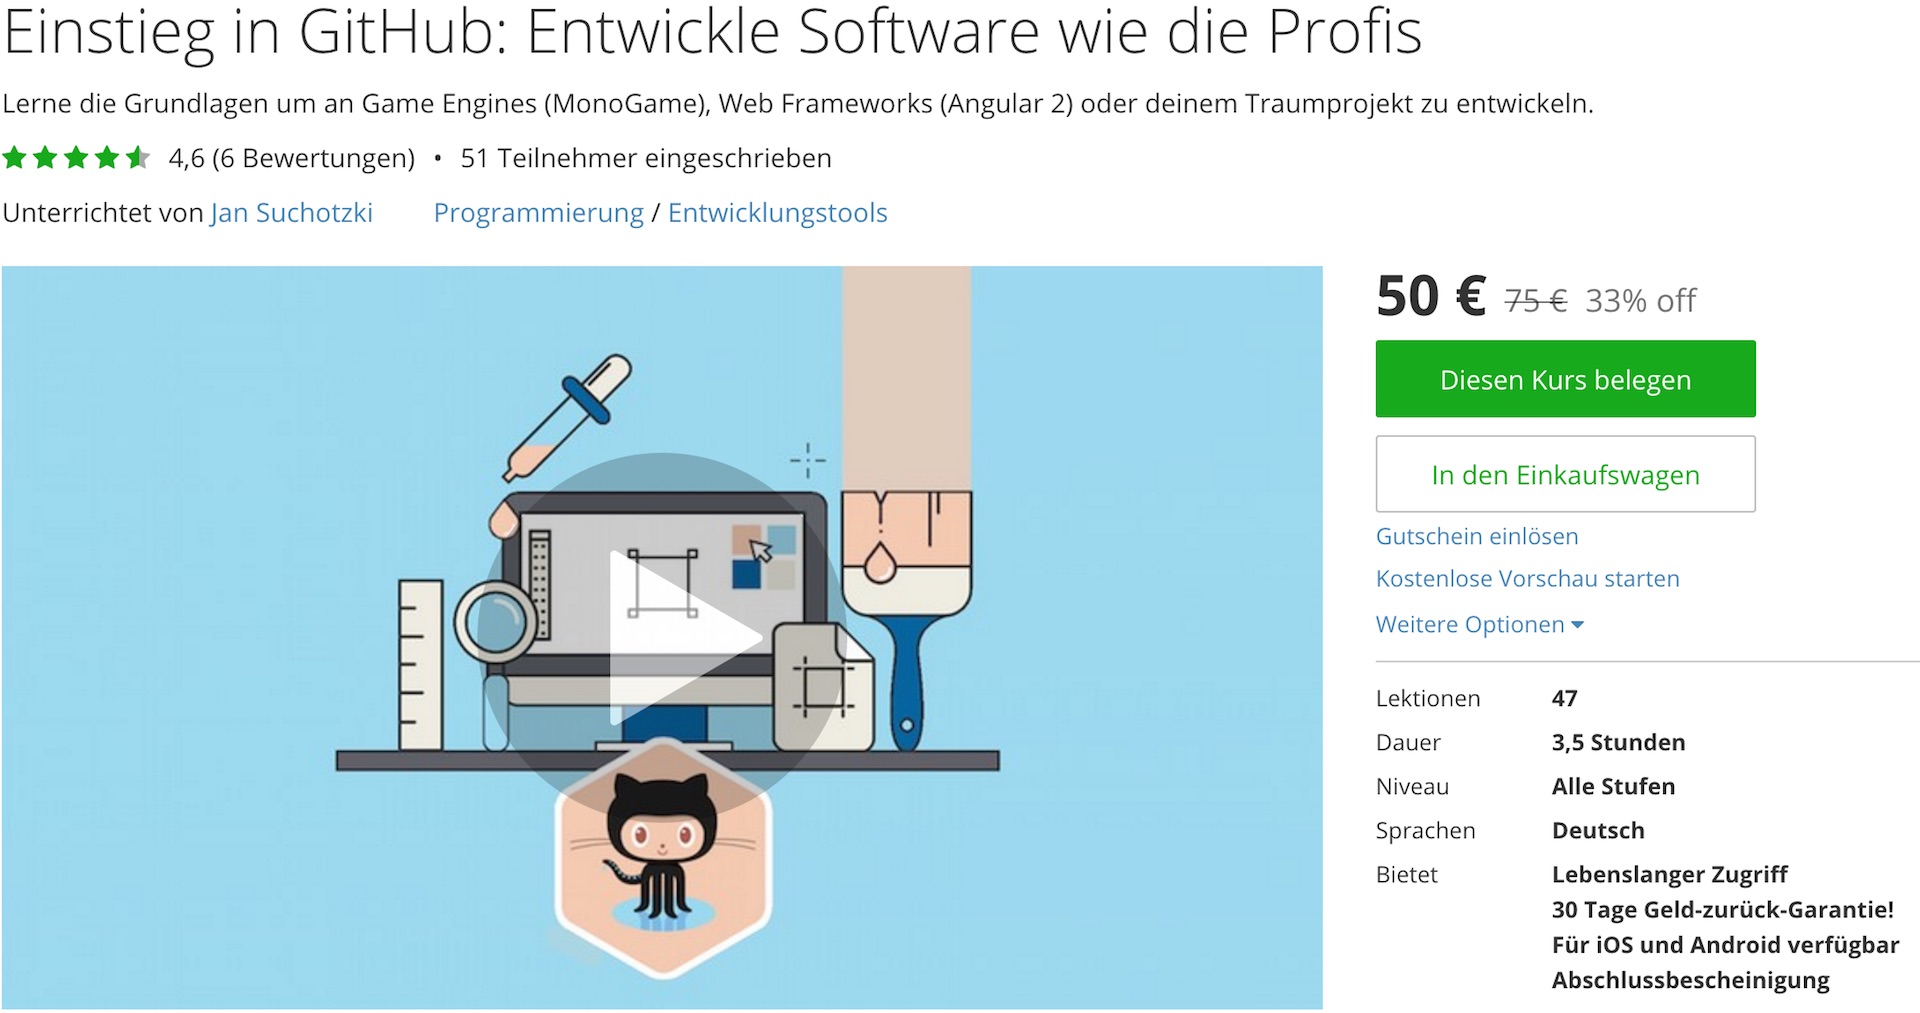 Einstieg in GitHub: Entwickle Software wie die Profis
Lerne die Grundlagen um an Game Engines (MonoGame), Web Frameworks (Angular 2) oder deinem Traumprojekt zu entwickeln.
4,6 (6 Bewertungen) • 51 Teilnehmer eingeschrieben
Unterrichtet von Jan Suchotzki Programmierung / Entwicklungstools
50 € 75 € 33% off
Diesen Kurs belegen
In den Einkaufswagen
Gutschein einlösen
Kostenlose Vorschau starten
Weitere Optionen
Lektionen 47
Dauer 3,5 Stunden
Niveau Alle Stufen
Sprachen Deutsch
Bietet Lebenslanger Zugriff
30 Tage Geld-zurück-Garantie!
Für iOS und Android verfügbar
Abschlussbescheinigung